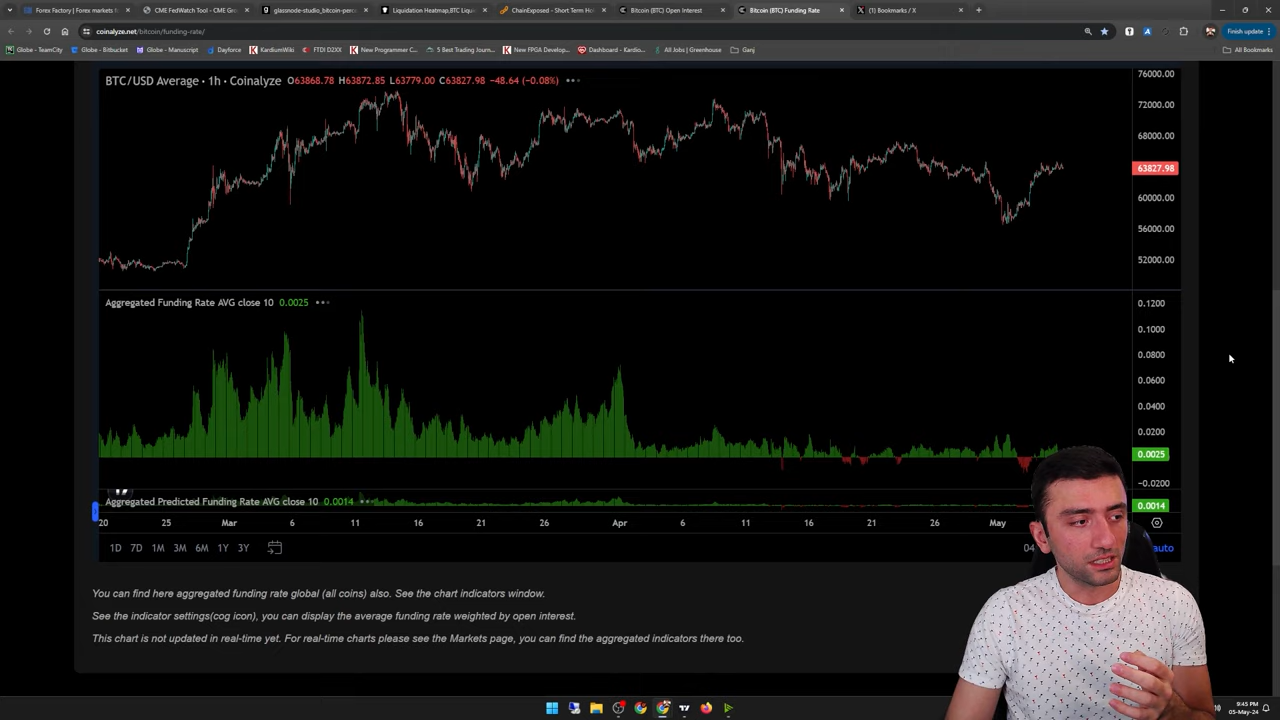 Forex Factory | Forex markets f
CME FedWatch Tool - CME Gr
glassnode-studio_bitcoin-perc
Liquidation Heatmap,BTC Liqu
ChainExposed - Short Term Ho
Bitcoin (BTC) Open Interest
Bitcoin (BTC) Funding Rate
(1) Bookmarks / X
coinalyze.net/bitcoin/funding-rate/
Finish update
Globe - TeamCity
Globe - Bitbucket
Globe - Manuscript
Dayforce
KardiumWiki
FTDI D2XX
New Programmer C...
5 Best Trading Journ...
New FPGA Develop...
Dashboard - Kardio...
All Jobs | Greenhouse
Ganj
All Bookmarks
BTC/USD Average · 1h · Coinalyze O63868.78 H63872.85 L63779.00 C63827.98 −48.64 (−0.08%)
76000.00
72000.00
68000.00
63827.98
60000.00
56000.00
52000.00
Aggregated Funding Rate AVG close 10 0.0025
0.1200
0.1000
0.0800
0.0600
0.0400
0.0200
0.0025
−0.0200
Aggregated Predicted Funding Rate AVG close 10 0.0014
0.0014
20 25 Mar 6 11 16 21 26 Apr 6 11 16 21 26 May
1D 7D 1M 3M 6M 1Y 3Y
04
auto
You can find here aggregated funding rate global (all coins) also. See the chart indicators window.
See the indicator settings(cog icon), you can display the average funding rate weighted by open interest.
This chart is not updated in real-time yet. For real-time charts please see the Markets page, you can find the aggregated indicators there too.
9:45 PM
05-May-24